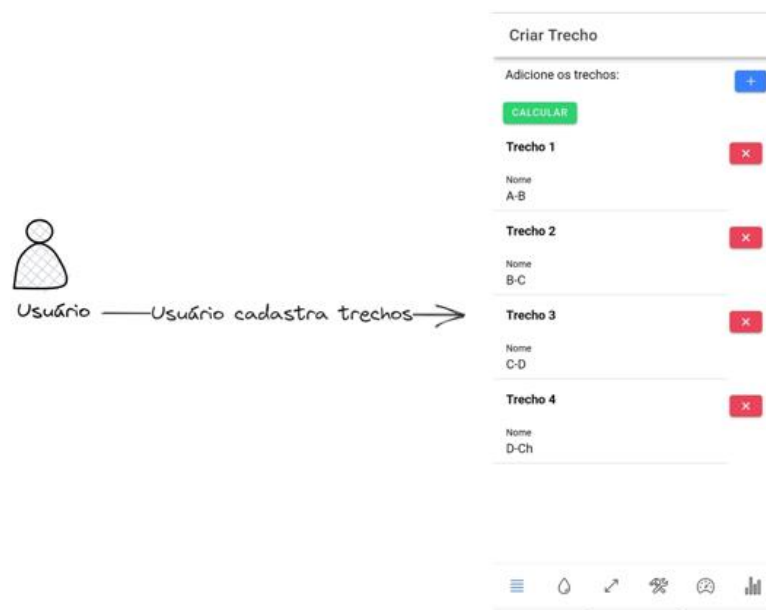 Criar Trecho
Adicione os trechos:
+
CALCULAR
Trecho 1
×
Nome
A-B
Trecho 2
×
Nome
B-C
Usuário
Usuário cadastra trechos
Trecho 3
×
Nome
C-D
Trecho 4
×
Nome
D-Ch